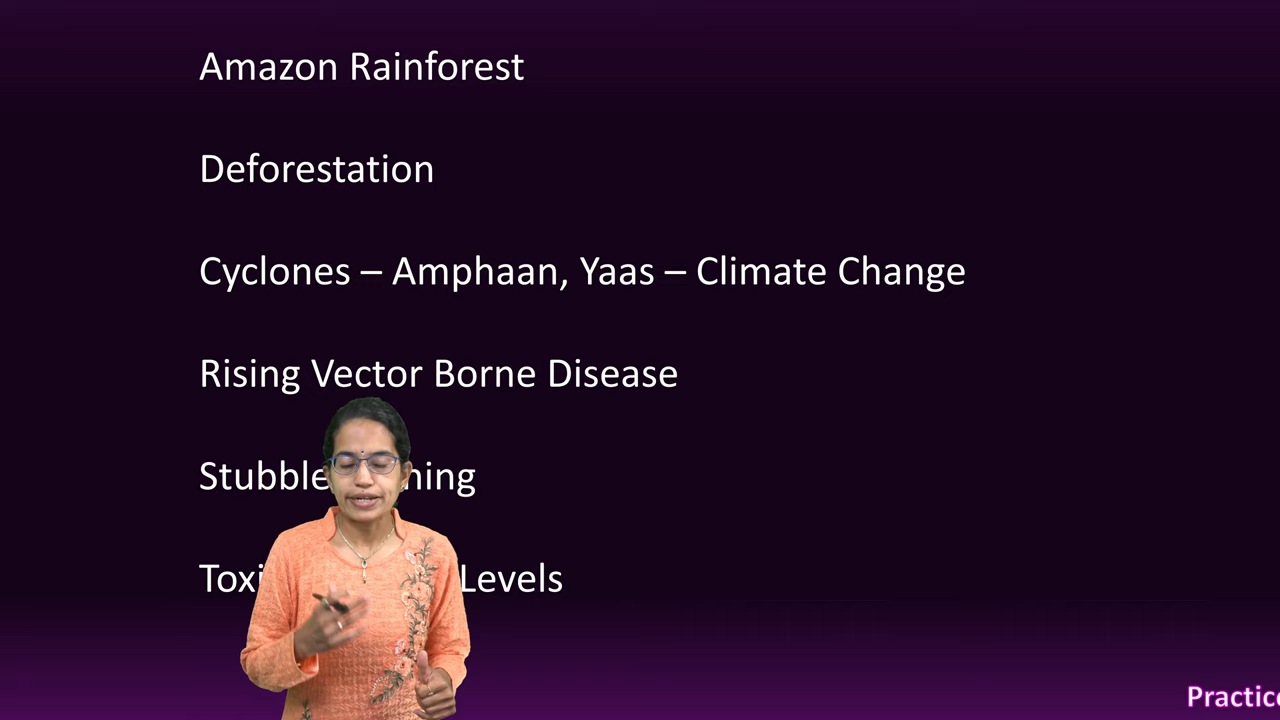 Amazon Rainforest
Deforestation
Cyclones – Amphaan, Yaas – Climate Change
Rising Vector Borne Disease
Stubble
Levels